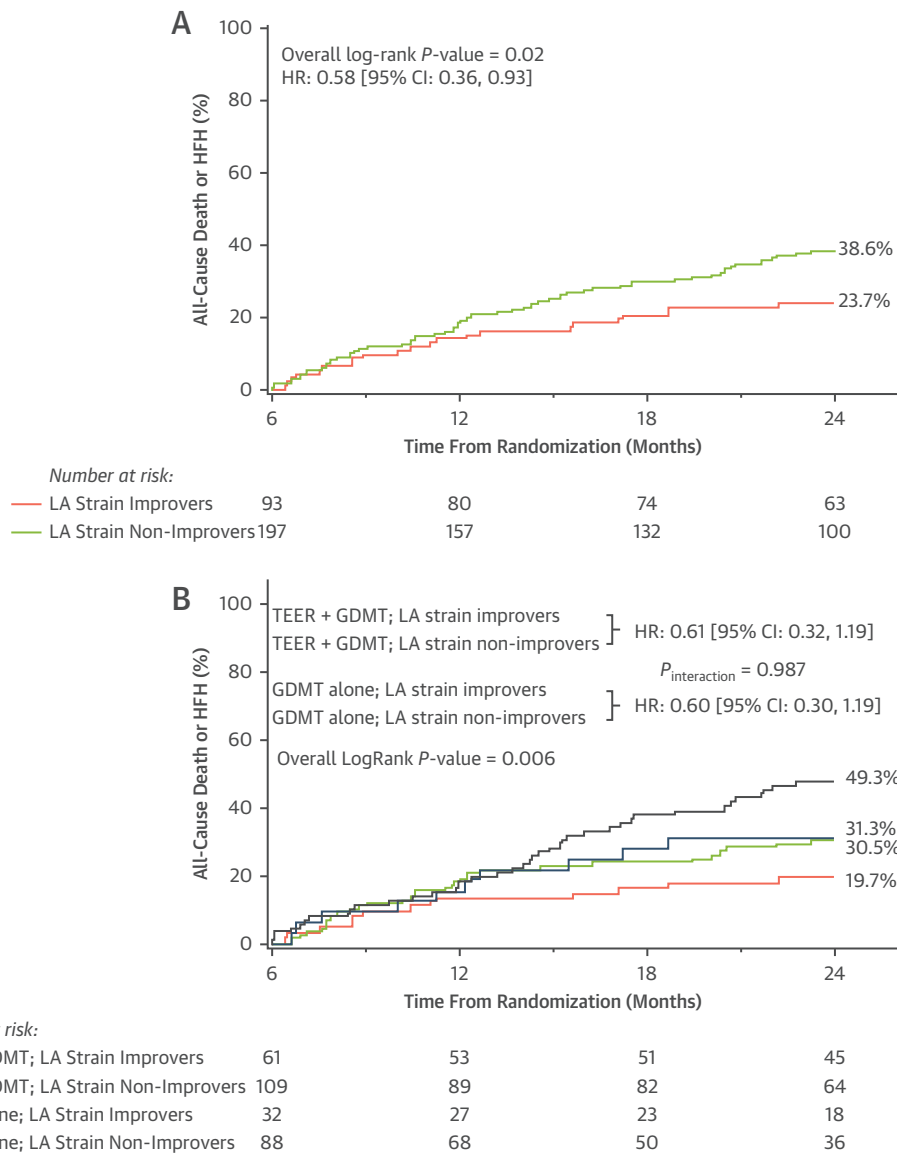 A
Overall log-rank P-value = 0.02
HR: 0.58 [95% CI: 0.36, 0.93]
All-Cause Death or HFH (%)
100
80
60
40
20
0
38.6%
23.7%
6 12 18 24
Time From Randomization (Months)
Number at risk:
LA Strain Improvers 93 80 74 63
LA Strain Non-Improvers 197 157 132 100
B
TEER + GDMT; LA strain improvers
TEER + GDMT; LA strain non-improvers
HR: 0.61 [95% CI: 0.32, 1.19]
Pinteraction = 0.987
GDMT alone; LA strain improvers
GDMT alone; LA strain non-improvers
HR: 0.60 [95% CI: 0.30, 1.19]
Overall LogRank P-value = 0.006
All-Cause Death or HFH (%)
100
80
60
40
20
0
49.3%
31.3%
30.5%
19.7%
6 12 18 24
Time From Randomization (Months)
risk:
MT; LA Strain Improvers 61 53 51 45
MT; LA Strain Non-Improvers 109 89 82 64
ne; LA Strain Improvers 32 27 23 18
ne; LA Strain Non-Improvers 88 68 50 36